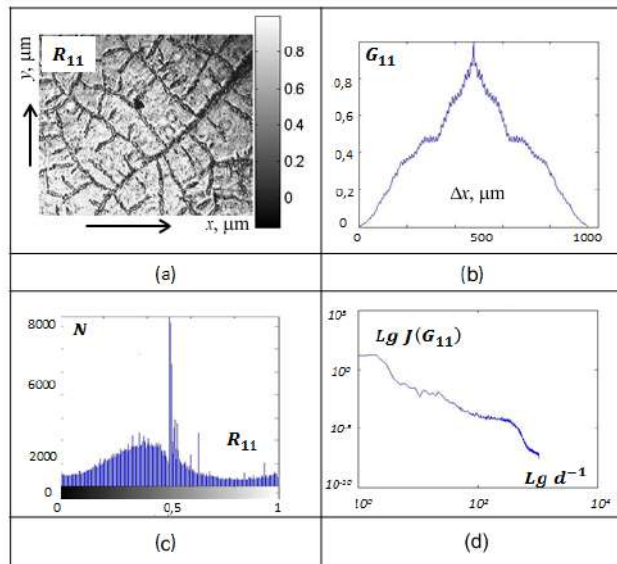 R11
y, μm
x, μm
0.8
0.6
0.4
0.2
0
(a)
G11
0,8
0,6
0,4
0,2
0
Δx, μm
0
500
1000
(b)
8000
N
6000
4000
2000
0
R11
0
0,5
1
(c)
10^5
Lg J(G11)
10^0
10^-5
10^-10
Lg d^-1
10^0
10^2
10^4
(d)